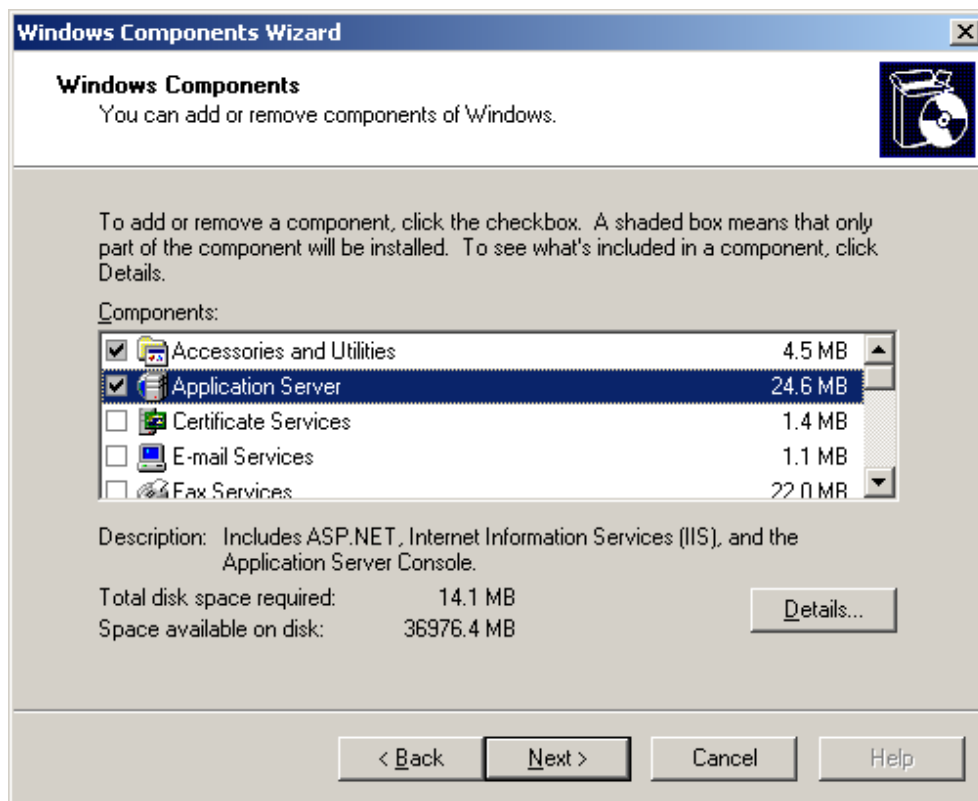 Windows Components Wizard
Windows Components
You can add or remove components of Windows.
To add or remove a component, click the checkbox. A shaded box means that only
part of the component will be installed. To see what's included in a component, click
Details.
Components:
Accessories and Utilities 4.5 MB
Application Server 24.6 MB
Certificate Services 1.4 MB
E-mail Services 1.1 MB
Fax Services 22.0 MB
Description: Includes ASP.NET, Internet Information Services (IIS), and the
Application Server Console.
Total disk space required: 14.1 MB
Space available on disk: 36976.4 MB
Details...
< Back Next > Cancel Help